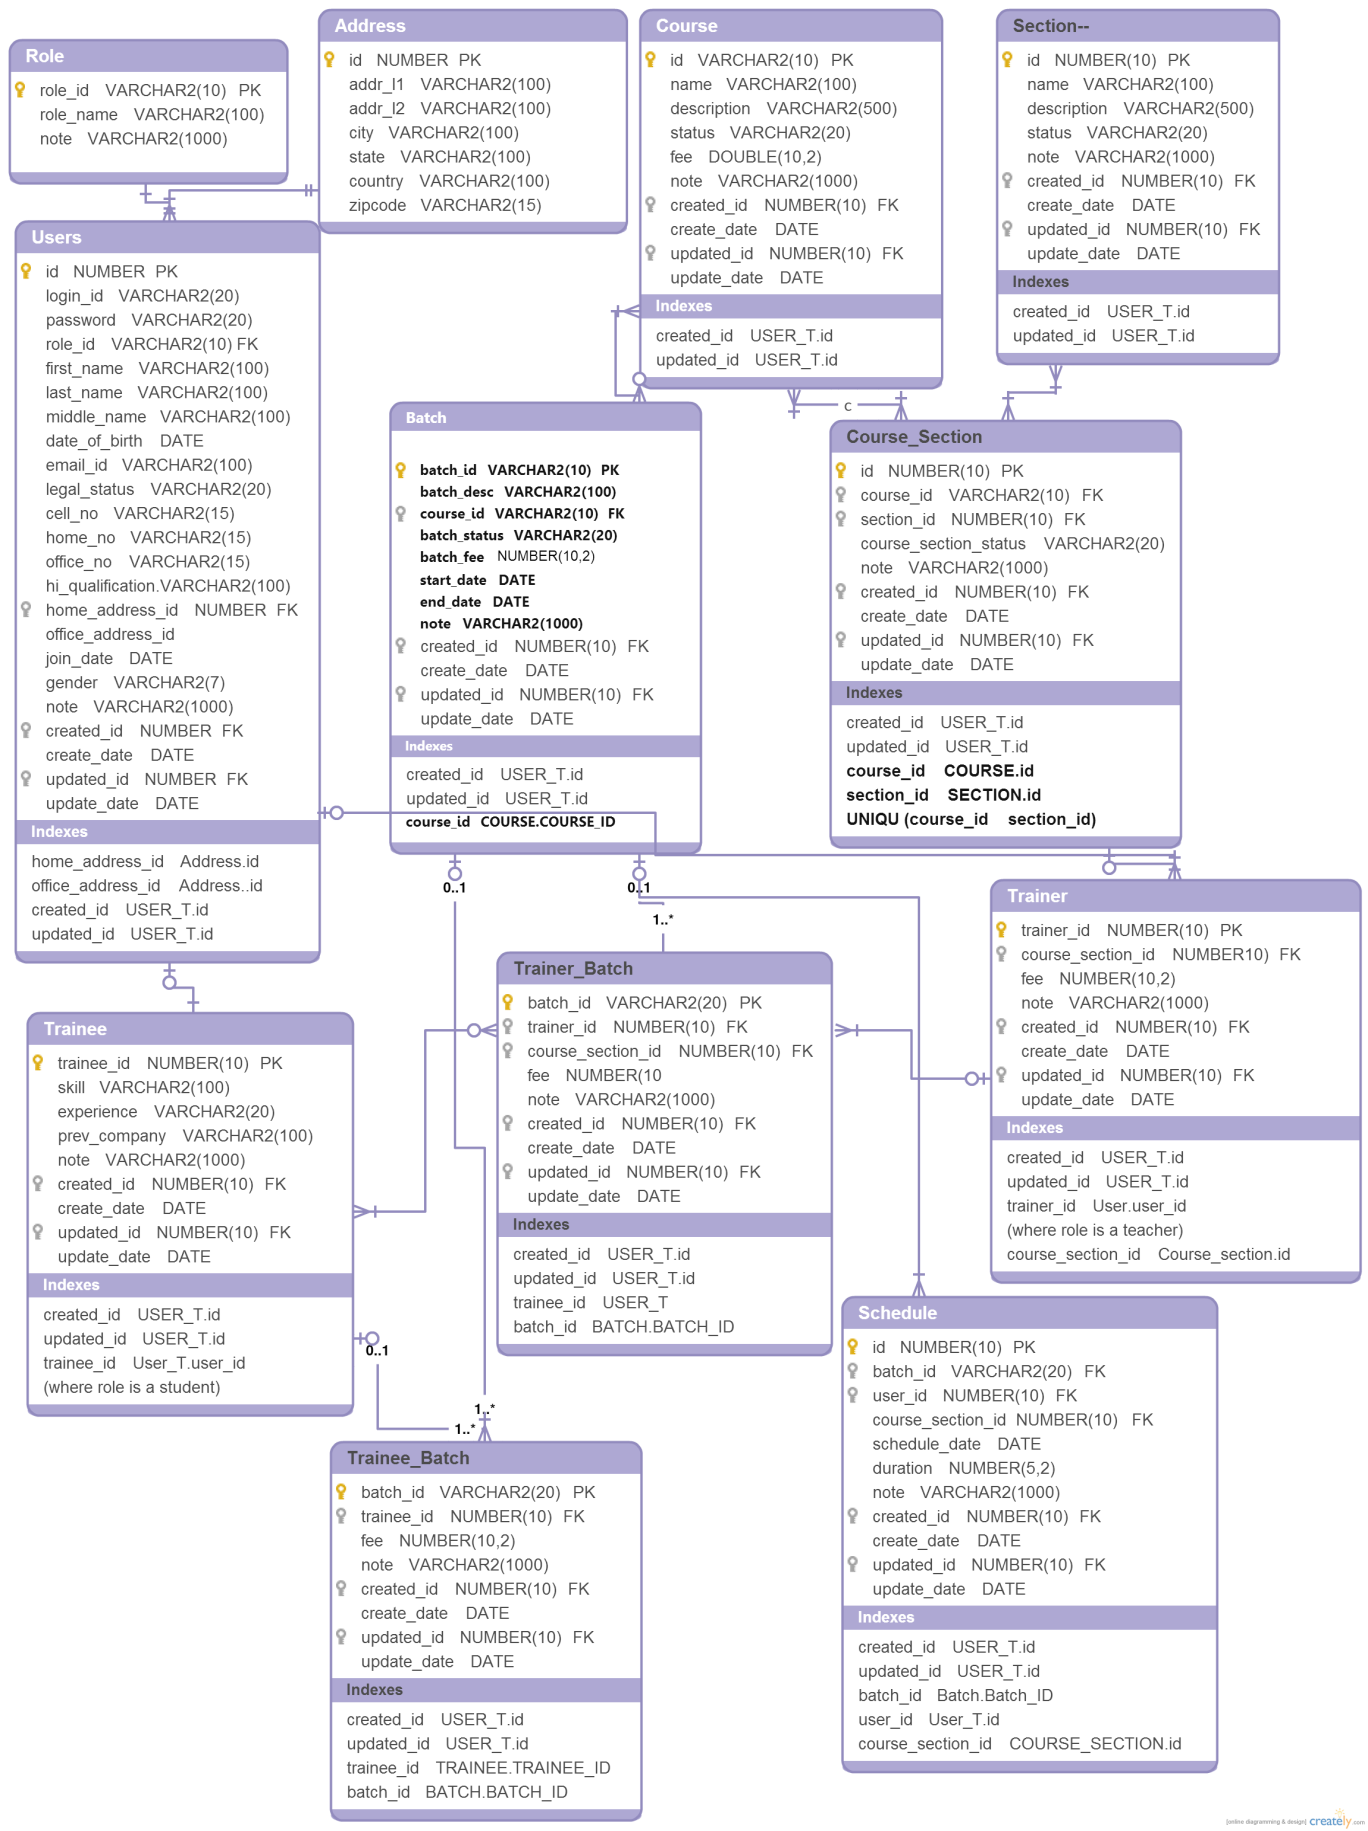 Role
role_id VARCHAR2(10) PK
role_name VARCHAR2(100)
note VARCHAR2(1000)
Address
id NUMBER PK
addr_l1 VARCHAR2(100)
addr_l2 VARCHAR2(100)
city VARCHAR2(100)
state VARCHAR2(100)
country VARCHAR2(100)
zipcode VARCHAR2(15)
Course
id VARCHAR2(10) PK
name VARCHAR2(100)
description VARCHAR2(500)
status VARCHAR2(20)
fee DOUBLE(10,2)
note VARCHAR2(1000)
created_id NUMBER(10) FK
create_date DATE
updated_id NUMBER(10) FK
update_date DATE
Indexes
created_id USER_T.id
updated_id USER_T.id
Section--
id NUMBER(10) PK
name VARCHAR2(100)
description VARCHAR2(500)
status VARCHAR2(20)
note VARCHAR2(1000)
created_id NUMBER(10) FK
create_date DATE
updated_id NUMBER(10) FK
update_date DATE
Indexes
created_id USER_T.id
updated_id USER_T.id
Users
id NUMBER PK
login_id VARCHAR2(20)
password VARCHAR2(20)
role_id VARCHAR2(10) FK
first_name VARCHAR2(100)
last_name VARCHAR2(100)
middle_name VARCHAR2(100)
date_of_birth DATE
email_id VARCHAR2(100)
legal_status VARCHAR2(20)
cell_no VARCHAR2(15)
home_no VARCHAR2(15)
office_no VARCHAR2(15)
hi_qualification.VARCHAR2(100)
home_address_id NUMBER FK
office_address_id
join_date DATE
gender VARCHAR2(7)
note VARCHAR2(1000)
created_id NUMBER FK
create_date DATE
updated_id NUMBER FK
update_date DATE
Indexes
home_address_id Address.id
office_address_id Address..id
created_id USER_T.id
updated_id USER_T.id
Batch
batch_id VARCHAR2(10) PK
batch_desc VARCHAR2(100)
course_id VARCHAR2(10) FK
batch_status VARCHAR2(20)
batch_fee NUMBER(10,2)
start_date DATE
end_date DATE
note VARCHAR2(1000)
created_id NUMBER(10) FK
create_date DATE
updated_id NUMBER(10) FK
update_date DATE
Indexes
created_id USER_T.id
updated_id USER_T.id
course_id COURSE.COURSE_ID
c
Course_Section
id NUMBER(10) PK
course_id VARCHAR2(10) FK
section_id NUMBER(10) FK
course_section_status VARCHAR2(20)
note VARCHAR2(1000)
created_id NUMBER(10) FK
create_date DATE
updated_id NUMBER(10) FK
update_date DATE
Indexes
created_id USER_T.id
updated_id USER_T.id
course_id COURSE.id
section_id SECTION.id
UNIQU (course_id section_id)
0..1
0..1
1..*
Trainer
trainer_id NUMBER(10) PK
course_section_id NUMBER10) FK
fee NUMBER(10,2)
note VARCHAR2(1000)
created_id NUMBER(10) FK
create_date DATE
updated_id NUMBER(10) FK
update_date DATE
Indexes
created_id USER_T.id
updated_id USER_T.id
trainer_id User.user_id
(where role is a teacher)
course_section_id Course_section.id
Trainer_Batch
batch_id VARCHAR2(20) PK
trainer_id NUMBER(10) FK
course_section_id NUMBER(10) FK
fee NUMBER(10
note VARCHAR2(1000)
created_id NUMBER(10) FK
create_date DATE
updated_id NUMBER(10) FK
update_date DATE
Indexes
created_id USER_T.id
updated_id USER_T.id
trainee_id USER_T
batch_id BATCH.BATCH_ID
Trainee
trainee_id NUMBER(10) PK
skill VARCHAR2(100)
experience VARCHAR2(20)
prev_company VARCHAR2(100)
note VARCHAR2(1000)
created_id NUMBER(10) FK
create_date DATE
updated_id NUMBER(10) FK
update_date DATE
Indexes
created_id USER_T.id
updated_id USER_T.id
trainee_id User_T.user_id
(where role is a student)
0..1
1..*
1..*
Schedule
id NUMBER(10) PK
batch_id VARCHAR2(20) FK
user_id NUMBER(10) FK
course_section_id NUMBER(10) FK
schedule_date DATE
duration NUMBER(5,2)
note VARCHAR2(1000)
created_id NUMBER(10) FK
create_date DATE
updated_id NUMBER(10) FK
update_date DATE
Indexes
created_id USER_T.id
updated_id USER_T.id
batch_id Batch.Batch_ID
user_id User_T.id
course_section_id COURSE_SECTION.id
Trainee_Batch
batch_id VARCHAR2(20) PK
trainee_id NUMBER(10) FK
fee NUMBER(10,2)
note VARCHAR2(1000)
created_id NUMBER(10) FK
create_date DATE
updated_id NUMBER(10) FK
update_date DATE
Indexes
created_id USER_T.id
updated_id USER_T.id
trainee_id TRAINEE.TRAINEE_ID
batch_id BATCH.BATCH_ID
[online diagramming & design] creately.com